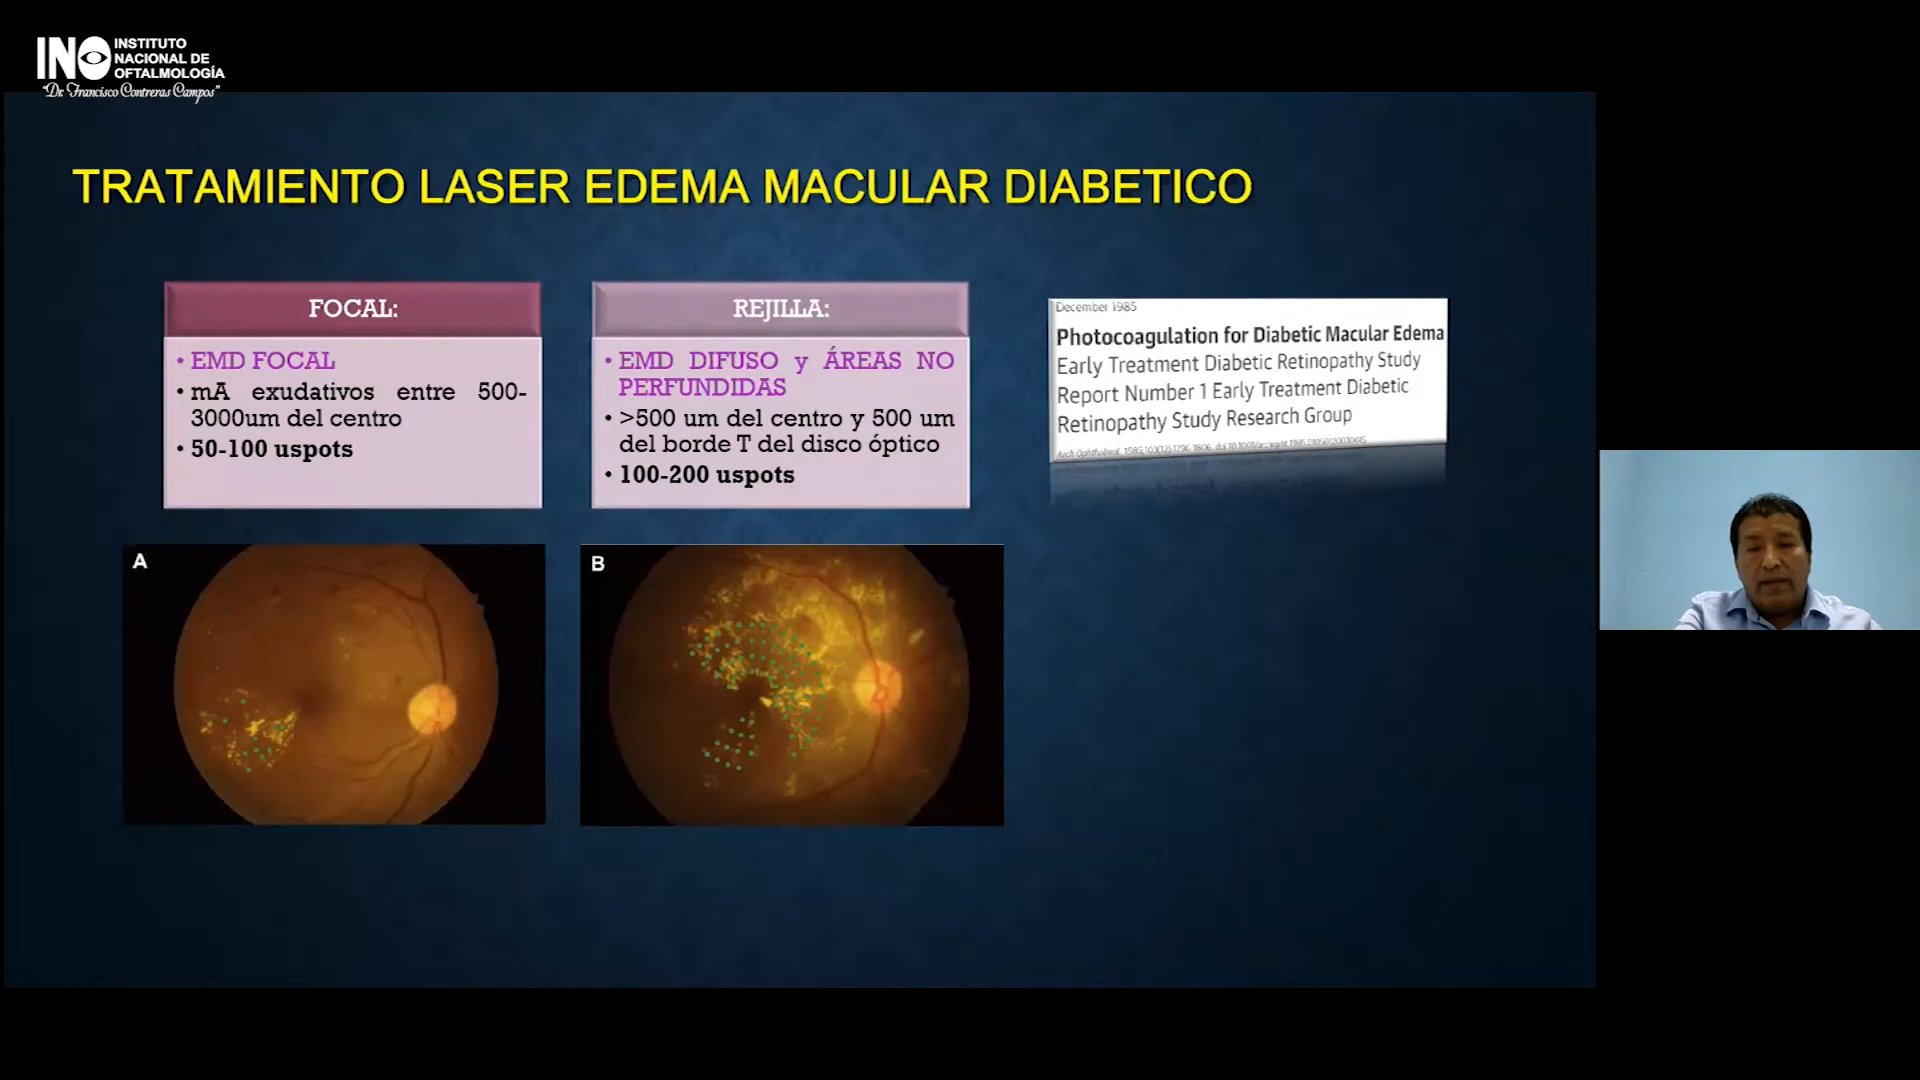 INO INSTITUTO
NACIONAL DE
OFTALMOLOGÍA
"Dr. Francisco Contreras Campos"
TRATAMIENTO LASER EDEMA MACULAR DIABETICO
FOCAL:
• EMD FOCAL
• mA exudativos entre 500-
3000um del centro
• 50-100 uspots
REJILLA:
• EMD DIFUSO y ÁREAS NO
PERFUNDIDAS
• >500 um del centro y 500 um
del borde T del disco óptico
• 100-200 uspots
December 1985
Photocoagulation for Diabetic Macular Edema
Early Treatment Diabetic Retinopathy Study
Report Number 1 Early Treatment Diabetic
Retinopathy Study Research Group
A
B